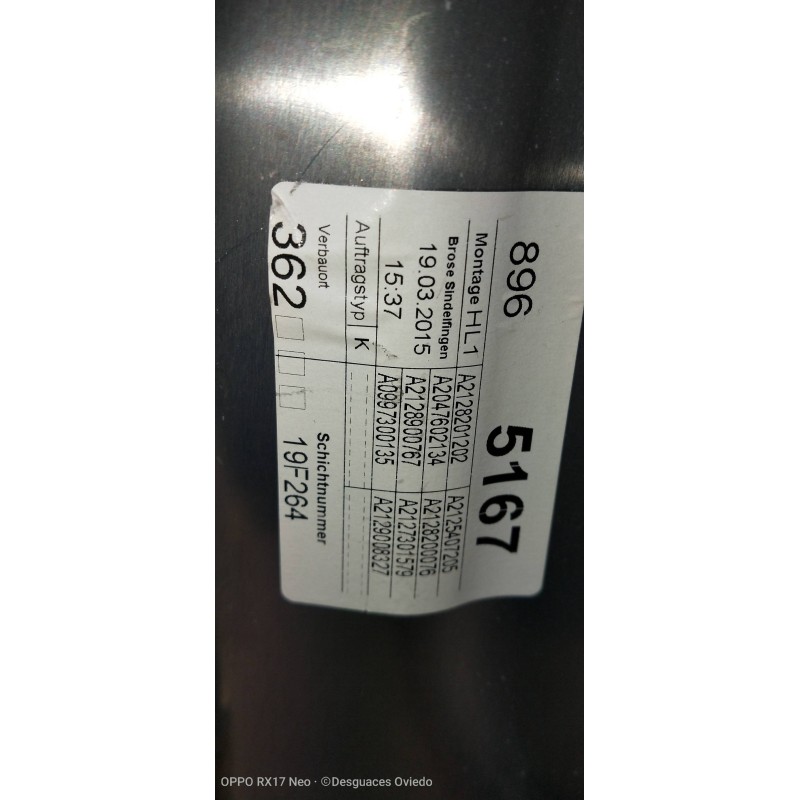 896 5167
Montage HL1 A2128201202 A2125407205
Brose Sindelfingen A2047602134 A2128200076
19.03.2015 A2128900767 A2127301579
15:37 A0997300135 A2129008327
Auftragstyp K
Verbauort Schichtnummer
362 19F264
OPPO RX17 Neo · ©Desguaces Oviedo